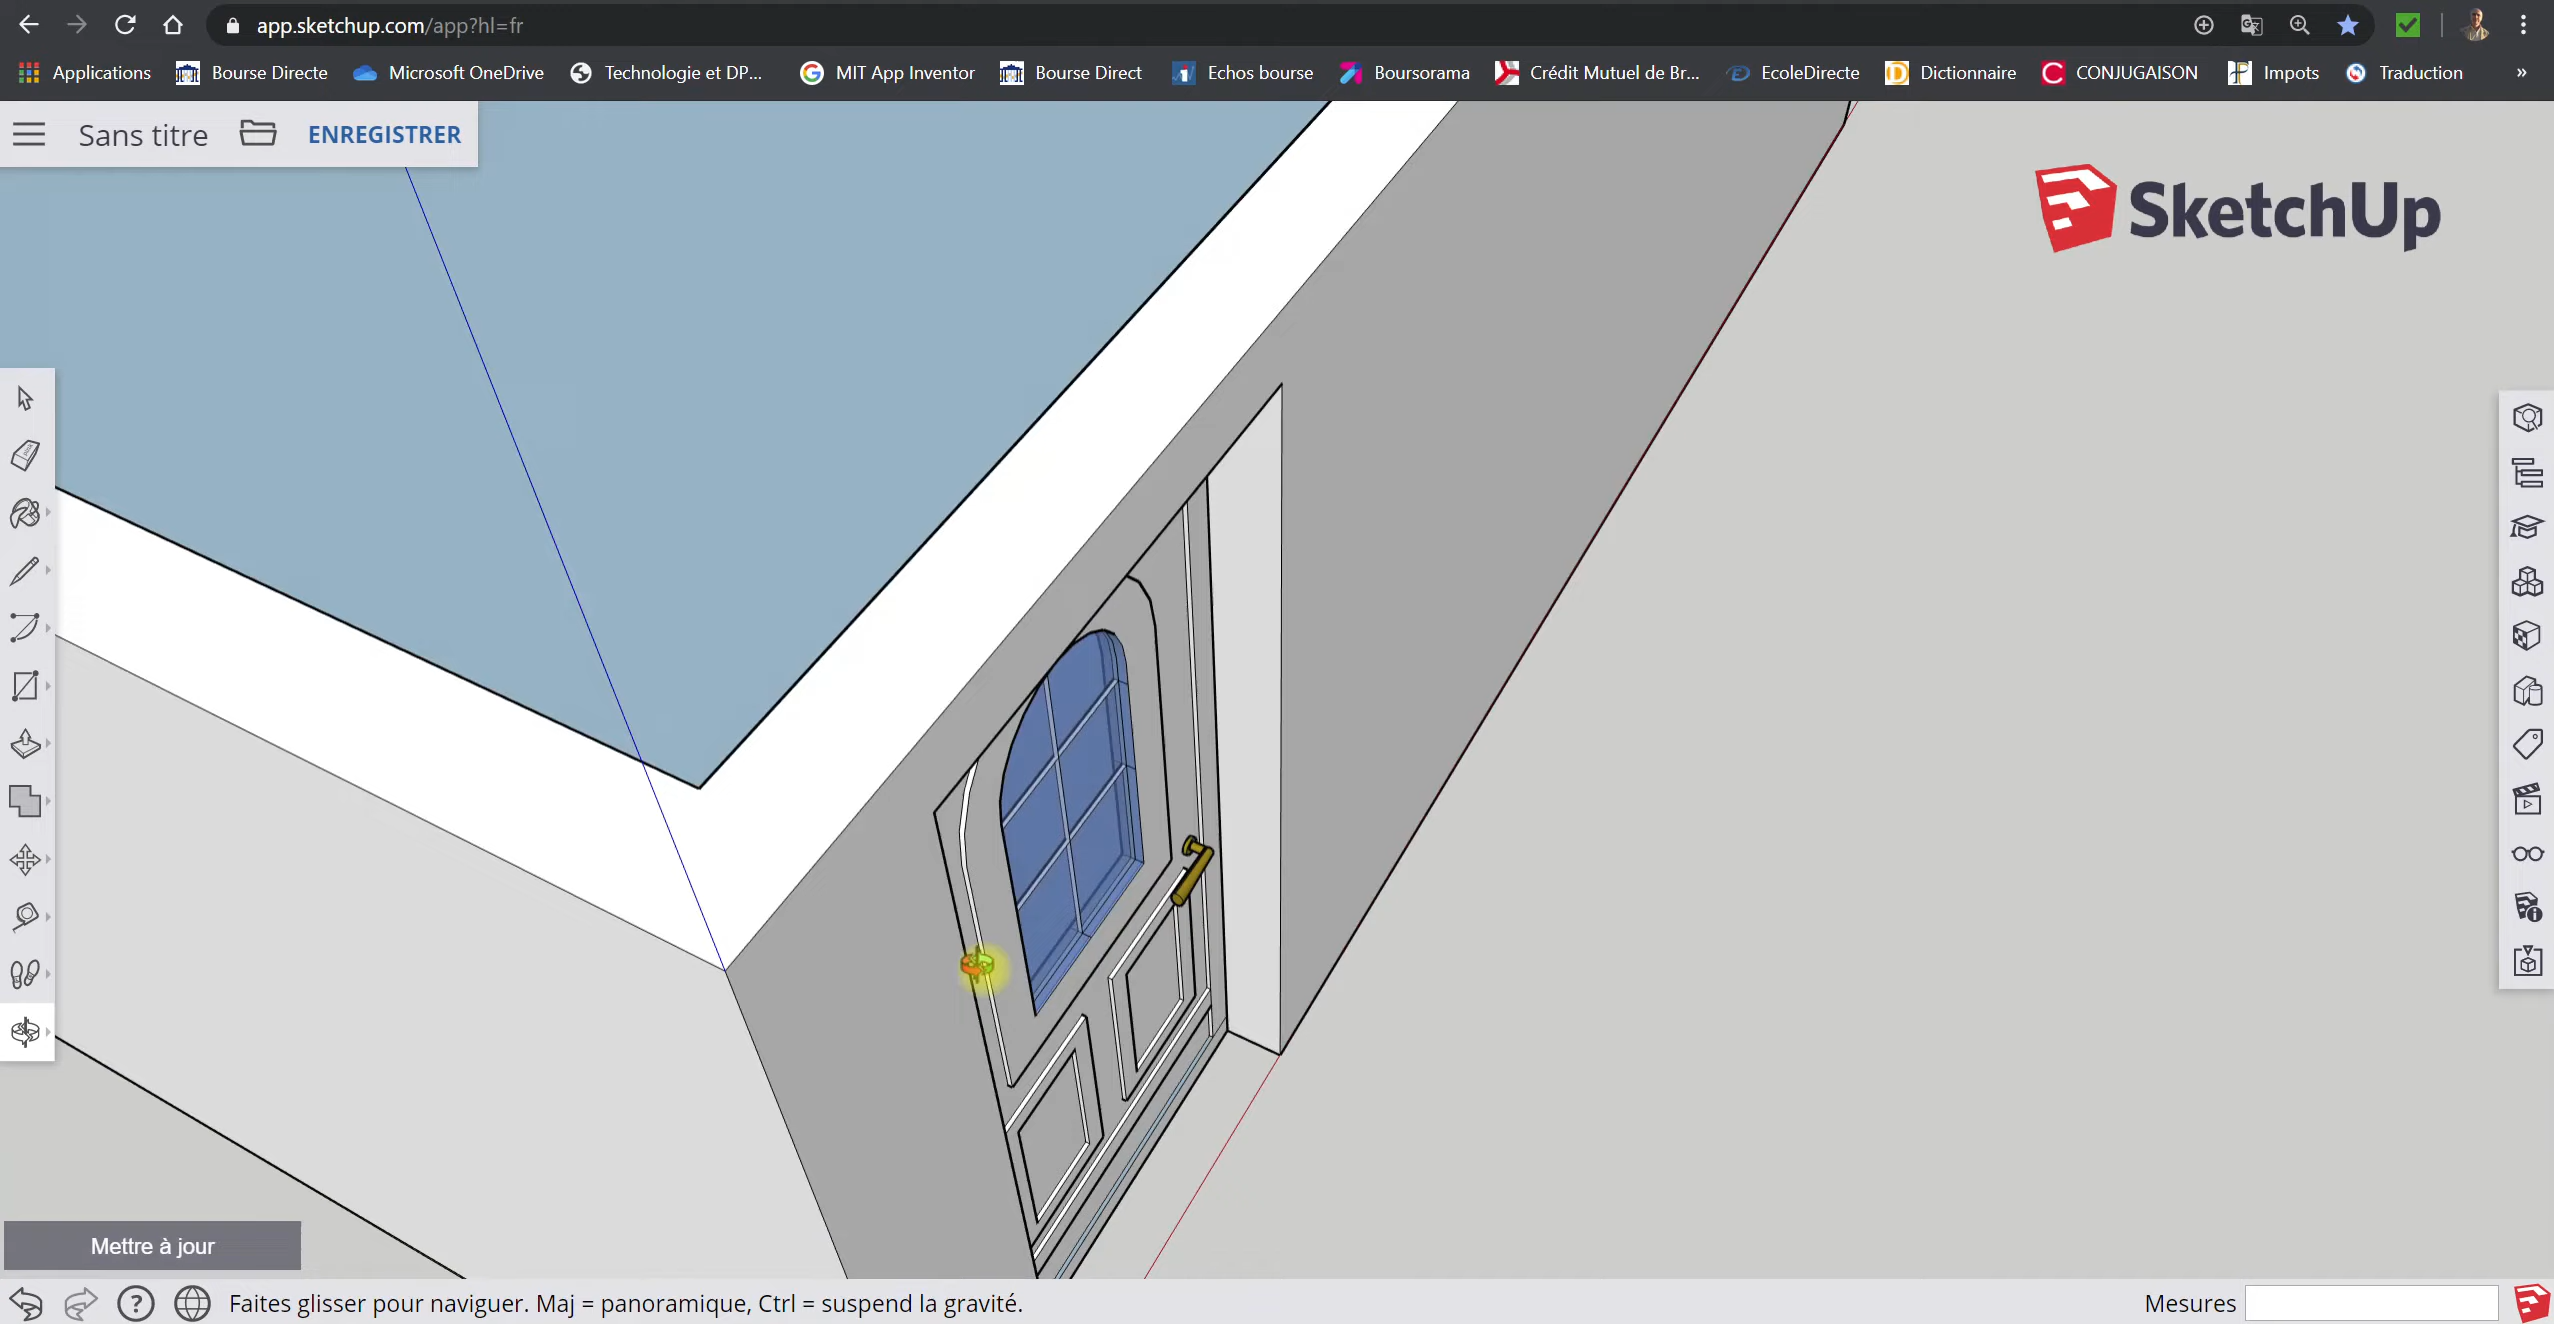 app.sketchup.com/app?hl=fr
Applications Bourse Directe Microsoft OneDrive Technologie et DP... MIT App Inventor Bourse Direct Echos bourse Boursorama Crédit Mutuel de Br... EcoleDirecte Dictionnaire CONJUGAISON Impots Traduction »
Sans titre ENREGISTRER
SketchUp
Mettre à jour
Faites glisser pour naviguer. Maj = panoramique, Ctrl = suspend la gravité.
Mesures